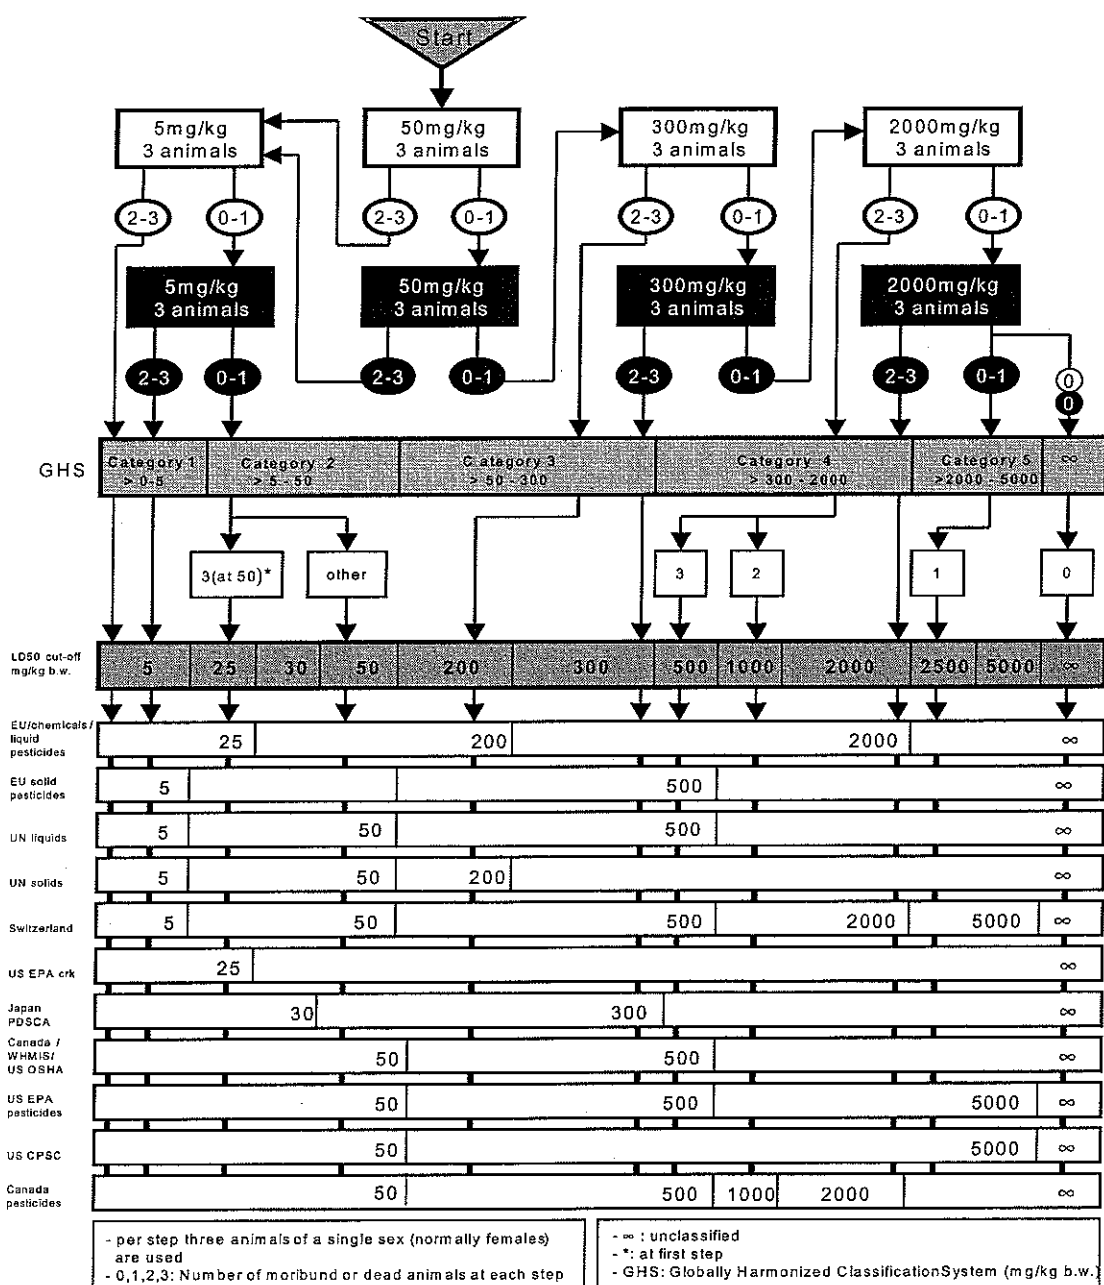 Start
5mg/kg
3 animals
50mg/kg
3 animals
300mg/kg
3 animals
2000mg/kg
3 animals
2-3
0-1
2-3
0-1
2-3
0-1
2-3
0-1
5mg/kg
3 animals
50mg/kg
3 animals
300mg/kg
3 animals
2000mg/kg
3 animals
2-3
0-1
2-3
0-1
2-3
0-1
2-3
0-1
0
0
GHS
Category 1
> 0-5
Category 2
> 5 - 50
Category 3
> 50 - 300
Category 4
> 300 - 2000
Category 5
>2000 - 5000
∞
3(at 50)*
other
3
2
1
0
LD50 cut-off
mg/kg b.w.
5 25 30 50 200 300 500 1000 2000 2500 5000 ∞
EU/chemicals/
liquid
pesticides
25 200 2000 ∞
EU solid
pesticides
5 500 ∞
UN liquids
5 50 500 ∞
UN solids
5 50 200 ∞
Switzerland
5 50 500 2000 5000 ∞
US EPA crk
25 ∞
Japan
PDSCA
30 300 ∞
Canada /
WHMIS/
US OSHA
50 500 ∞
US EPA
pesticides
50 500 5000 ∞
US CPSC
50 5000 ∞
Canada
pesticides
50 500 1000 2000 ∞
- per step three animals of a single sex (normally females)
are used
- 0,1,2,3: Number of moribund or dead animals at each step
- ∞ : unclassified
- *: at first step
- GHS: Globally Harmonized ClassificationSystem (mg/kg b.w.)